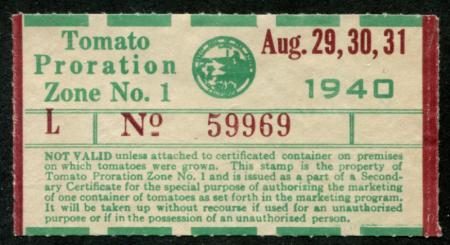 Tomato
Proration
Zone No. 1
Aug. 29, 30, 31
1940
L No 59969
NOT VALID unless attached to certificated container on premises
on which tomatoes were grown. This stamp is the property of
Tomato Proration Zone No. 1 and is issued as a part of a Second-
ary Certificate for the special purpose of authorizing the marketing
of one container of tomatoes as set forth in the marketing program.
It will be taken up without recourse if used for an unauthorized
purpose or if in the possession of an unauthorized person.